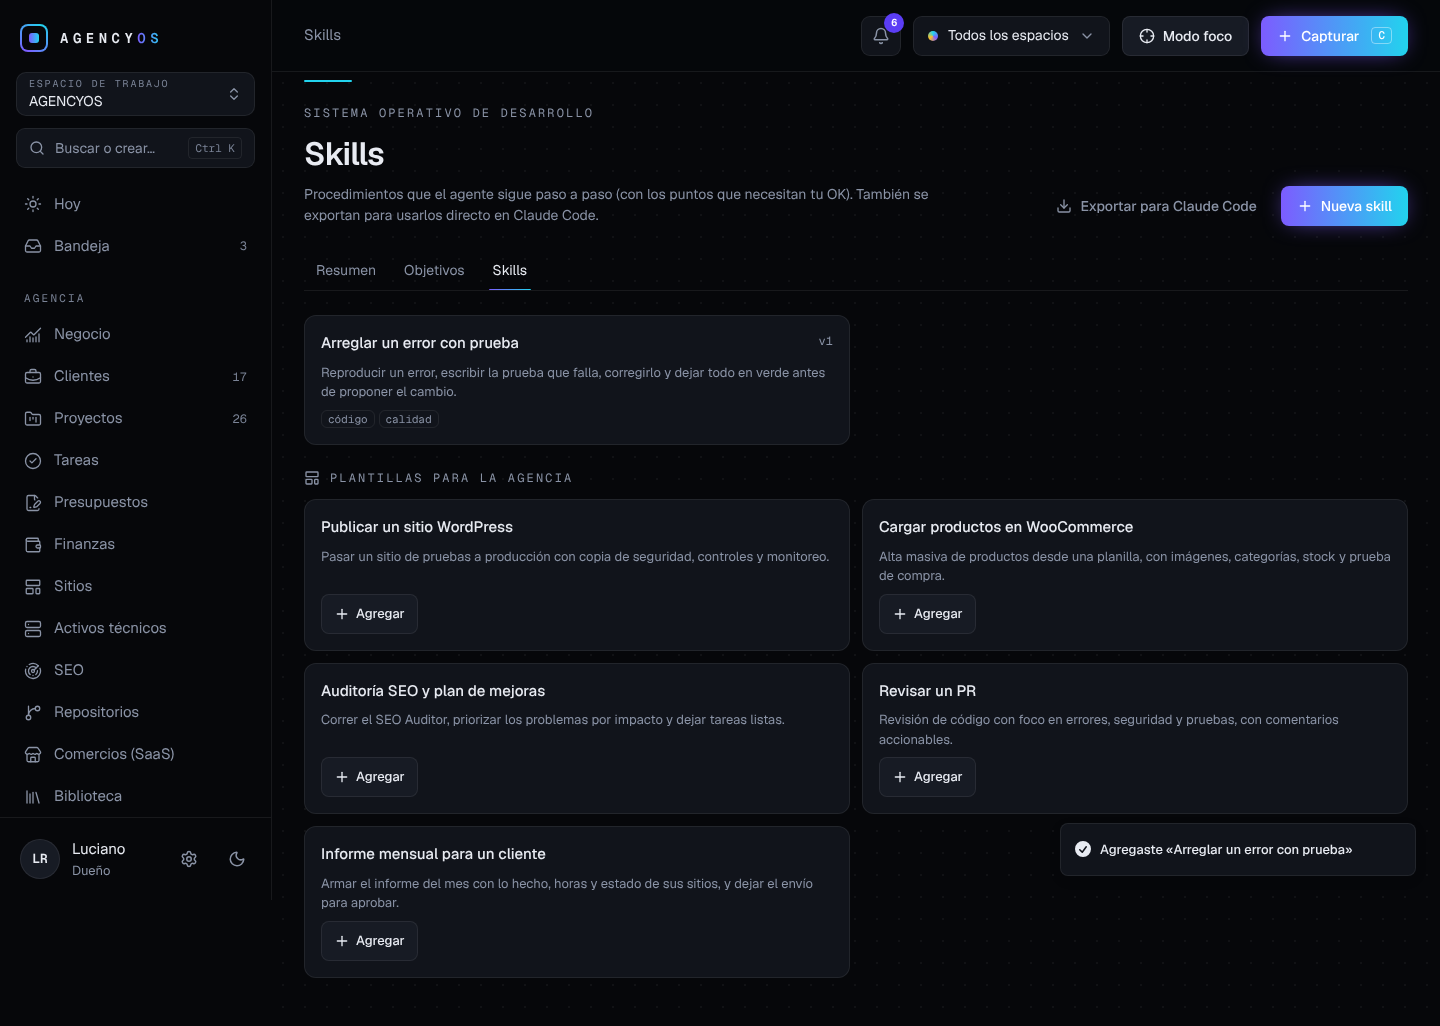 AGENCYOS
ESPACIO DE TRABAJO
AGENCYOS
Buscar o crear...
Ctrl K
Hoy
Bandeja
3
AGENCIA
Negocio
Clientes
17
Proyectos
26
Tareas
Presupuestos
Finanzas
Sitios
Activos técnicos
SEO
Repositorios
Comercios (SaaS)
Biblioteca
LR
Luciano
Dueño
Skills
6
Todos los espacios
Modo foco
Capturar
C
SISTEMA OPERATIVO DE DESARROLLO
Skills
Procedimientos que el agente sigue paso a paso (con los puntos que necesitan tu OK). También se
exportan para usarlos directo en Claude Code.
Exportar para Claude Code
Nueva skill
Resumen
Objetivos
Skills
Arreglar un error con prueba
v1
Reproducir un error, escribir la prueba que falla, corregirlo y dejar todo en verde antes
de proponer el cambio.
código
calidad
PLANTILLAS PARA LA AGENCIA
Publicar un sitio WordPress
Pasar un sitio de pruebas a producción con copia de seguridad, controles y monitoreo.
Agregar
Cargar productos en WooCommerce
Alta masiva de productos desde una planilla, con imágenes, categorías, stock y prueba
de compra.
Agregar
Auditoría SEO y plan de mejoras
Correr el SEO Auditor, priorizar los problemas por impacto y dejar tareas listas.
Agregar
Revisar un PR
Revisión de código con foco en errores, seguridad y pruebas, con comentarios
accionables.
Agregar
Informe mensual para un cliente
Armar el informe del mes con lo hecho, horas y estado de sus sitios, y dejar el envío
para aprobar.
Agregar
Agregaste «Arreglar un error con prueba»